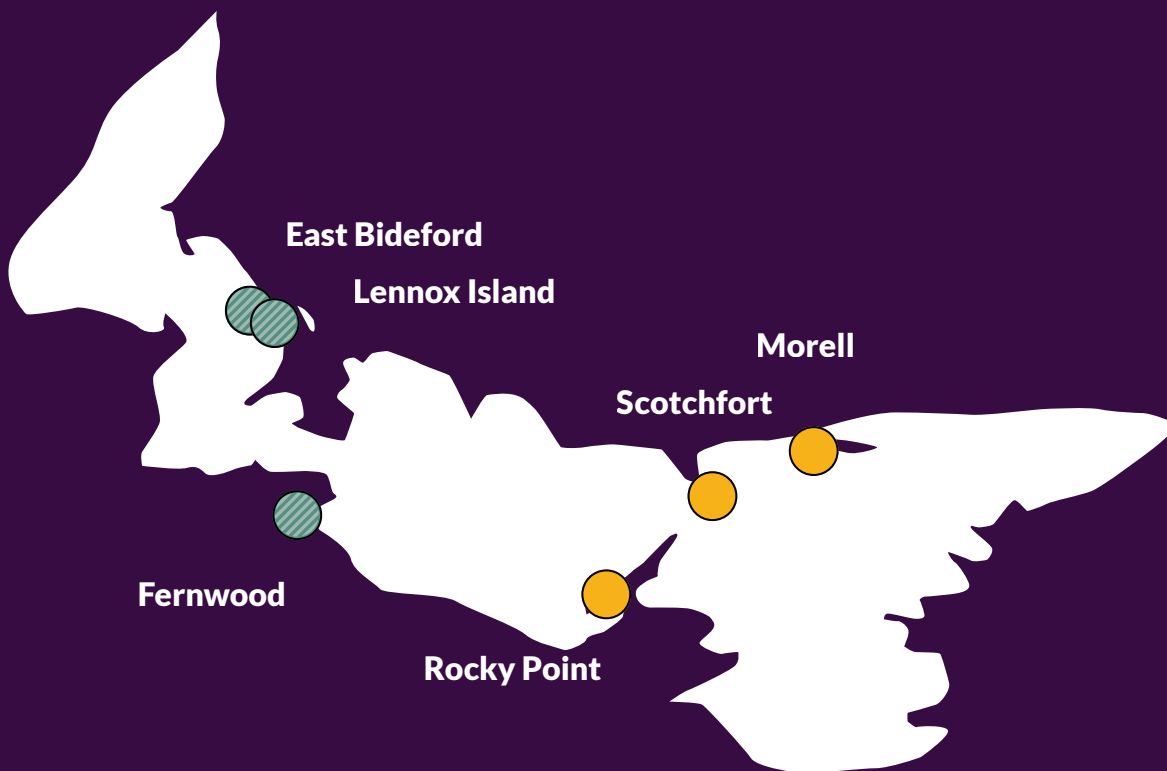 East Bideford
Lennox Island
Morell
Scotchfort
Fernwood
Rocky Point